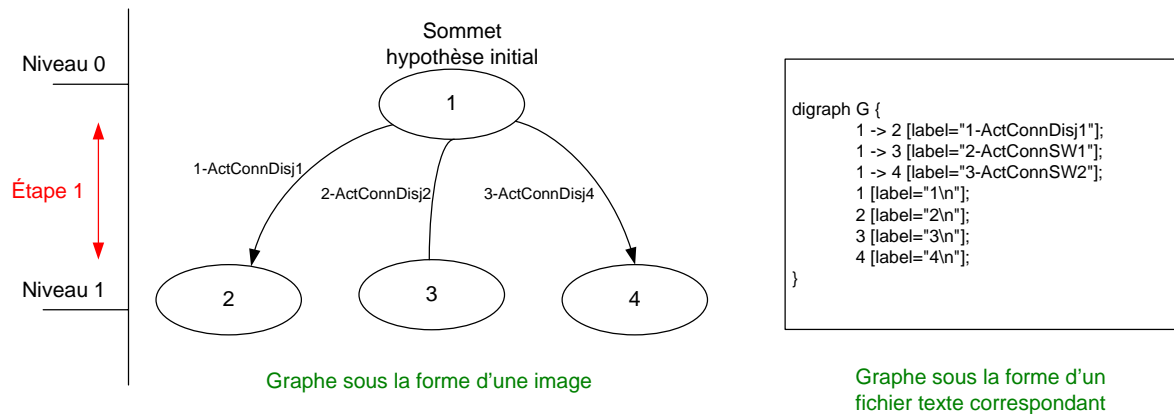 Sommet
hypothèse initial
Niveau 0
1
Étape 1
1-ActConnDisj1
2-ActConnDisj2
3-ActConnDisj4
Niveau 1
2
3
4
Graphe sous la forme d'une image
digraph G {
1 -> 2 [label="1-ActConnDisj1"];
1 -> 3 [label="2-ActConnSW1"];
1 -> 4 [label="3-ActConnSW2"];
1 [label="1\n"];
2 [label="2\n"];
3 [label="3\n"];
4 [label="4\n"];
}
Graphe sous la forme d'un
fichier texte correspondant